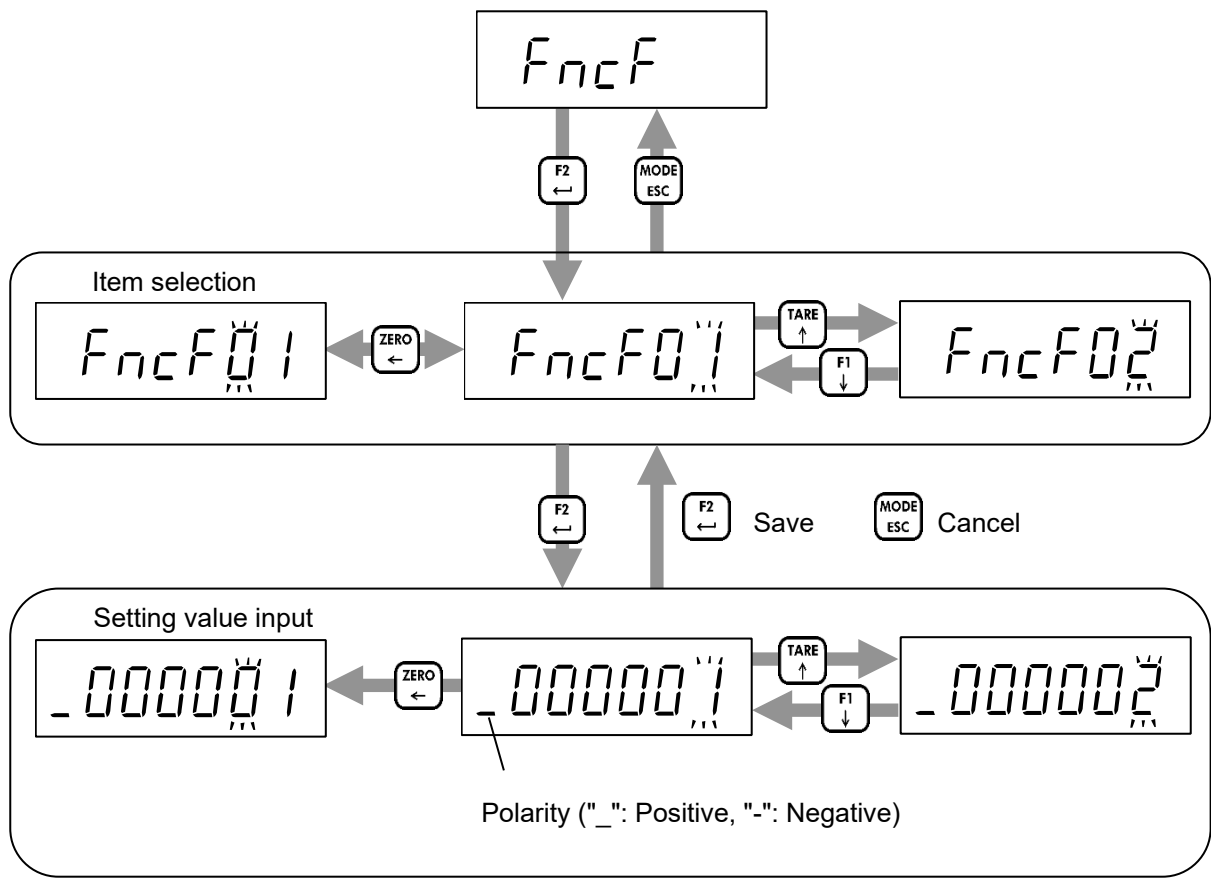 FncF
F2
←
MODE
ESC
Item selection
FncF01
ZERO
←
FncF01
TARE
↑
F1
↓
FncF02
F2
←
F2
←
Save
MODE
ESC
Cancel
Setting value input
_000001
ZERO
←
_000001
TARE
↑
F1
↓
_000002
Polarity ("_": Positive, "-": Negative)